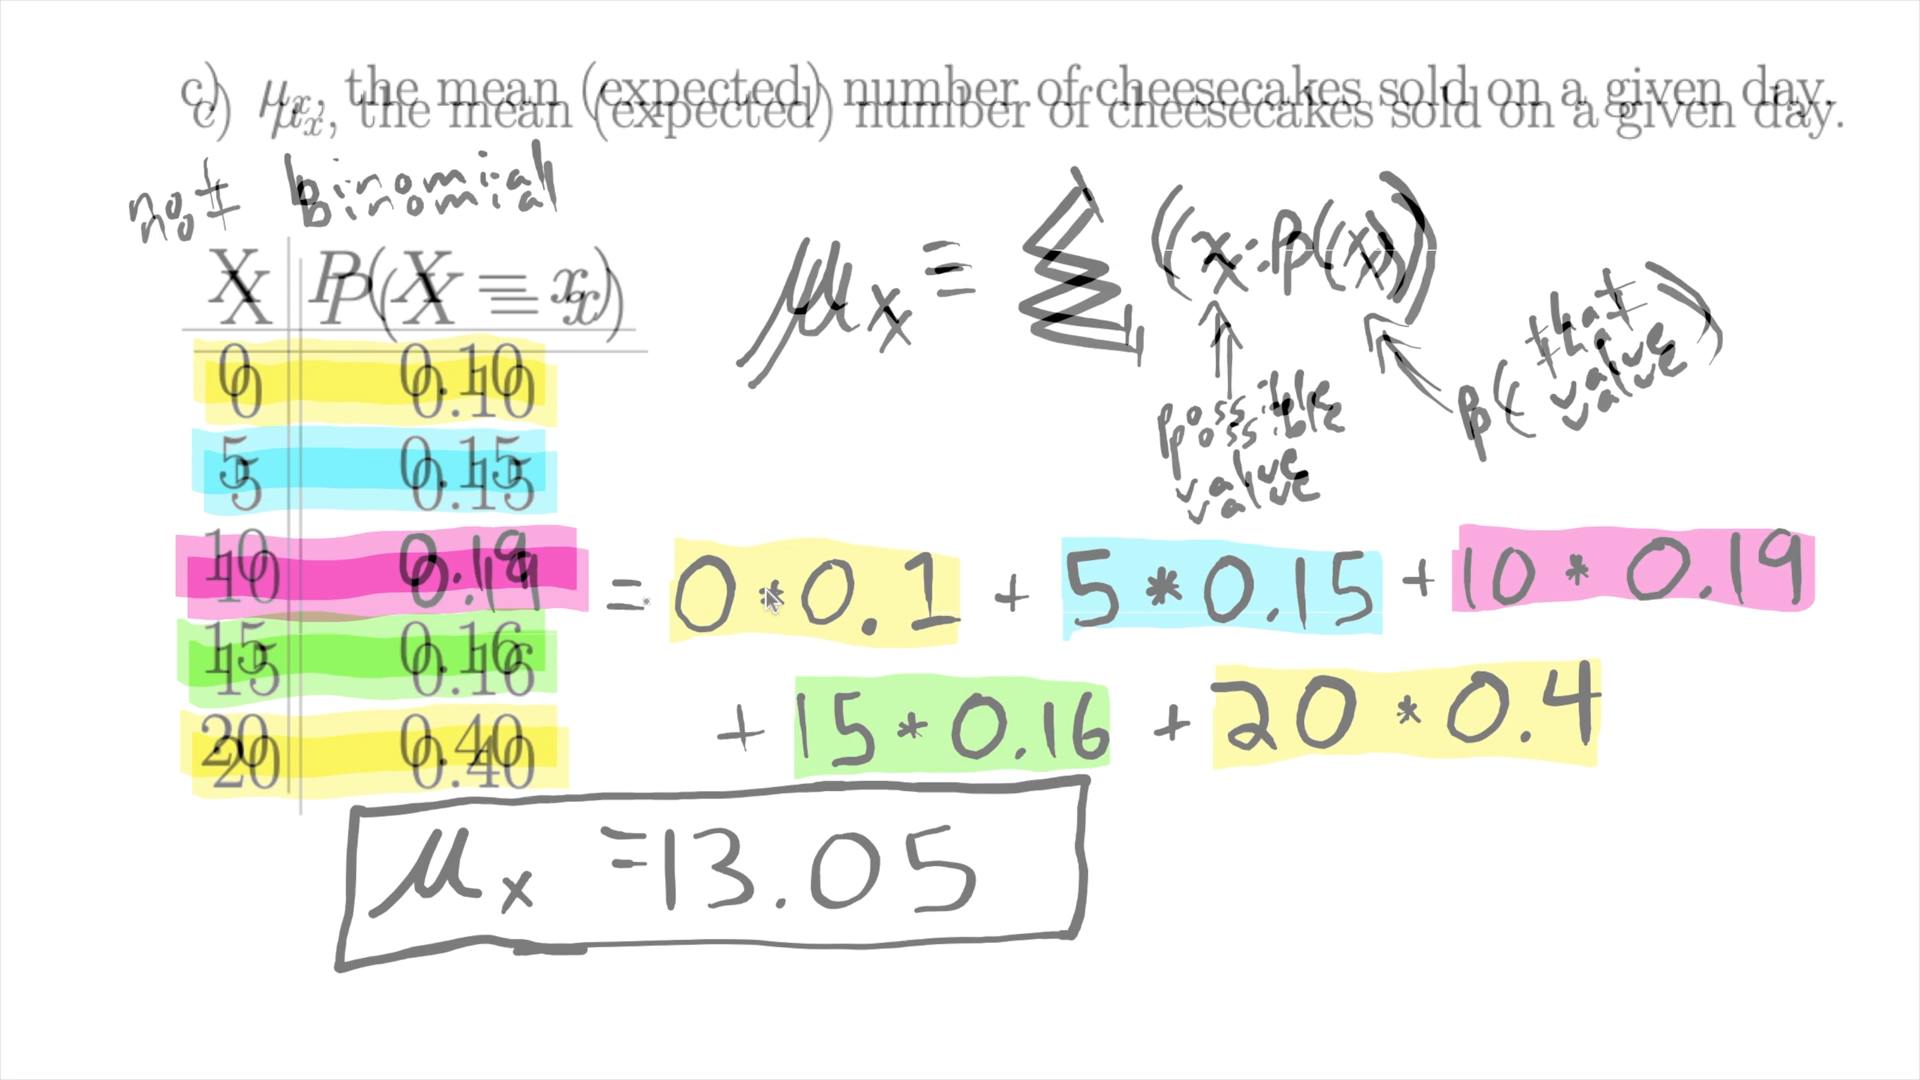 c) μₓ, the mean (expected) number of cheesecakes sold on a given day.
not binomial
μₓ = Σ (x · p(x))
possible value
p( that value )
X P(X = x)
0 0.10
5 0.15
10 0.19
15 0.16
20 0.40
= 0 * 0.1 + 5 * 0.15 + 10 * 0.19
+ 15 * 0.16 + 20 * 0.4
μₓ = 13.05